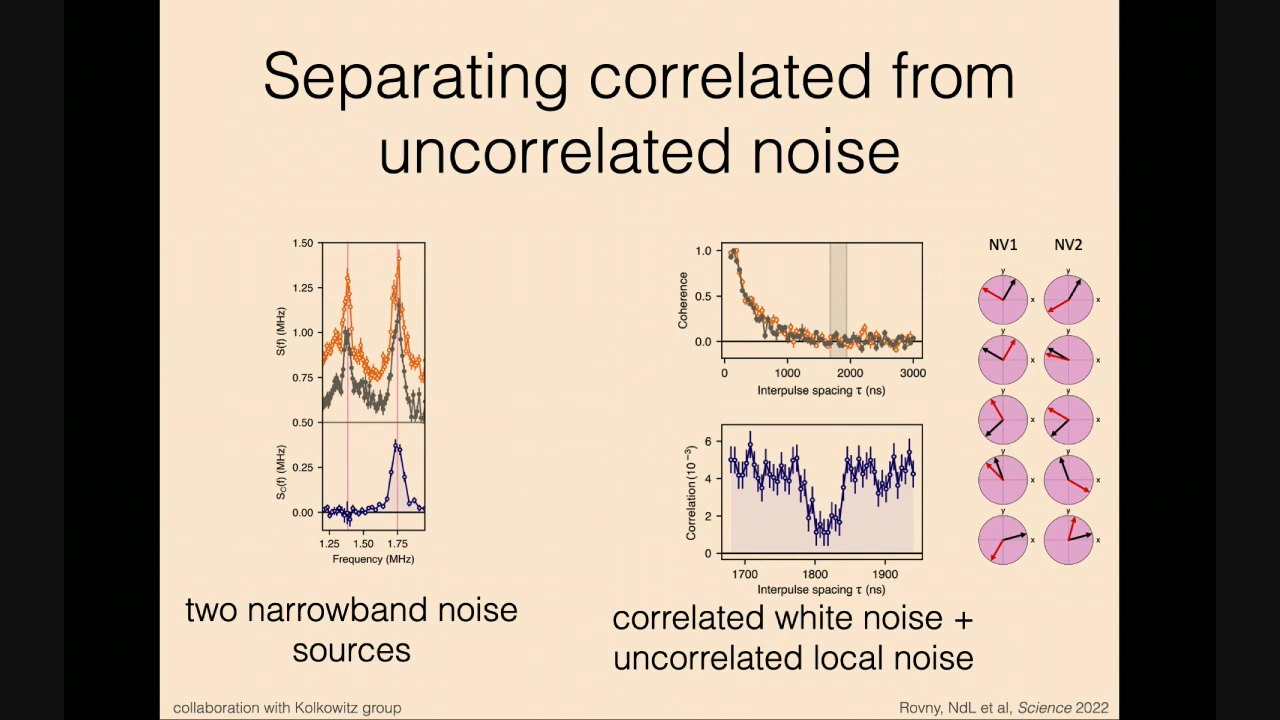 Separating correlated from
uncorrelated noise
1.50
1.25
1.00
0.75
0.50
0.25
0.00
S(f) (MHz)
S_C(f) (MHz)
1.25 1.50 1.75
Frequency (MHz)
two narrowband noise
sources
1.0
0.5
0.0
Coherence
0 1000 2000 3000
Interpulse spacing τ (ns)
6
4
2
0
Correlation (10⁻³)
1700 1800 1900
Interpulse spacing τ (ns)
correlated white noise +
uncorrelated local noise
NV1 NV2
y y
x x
y y
x x
y y
x x
y y
x x
y y
x x
collaboration with Kolkowitz group
Rovny, NdL et al, Science 2022